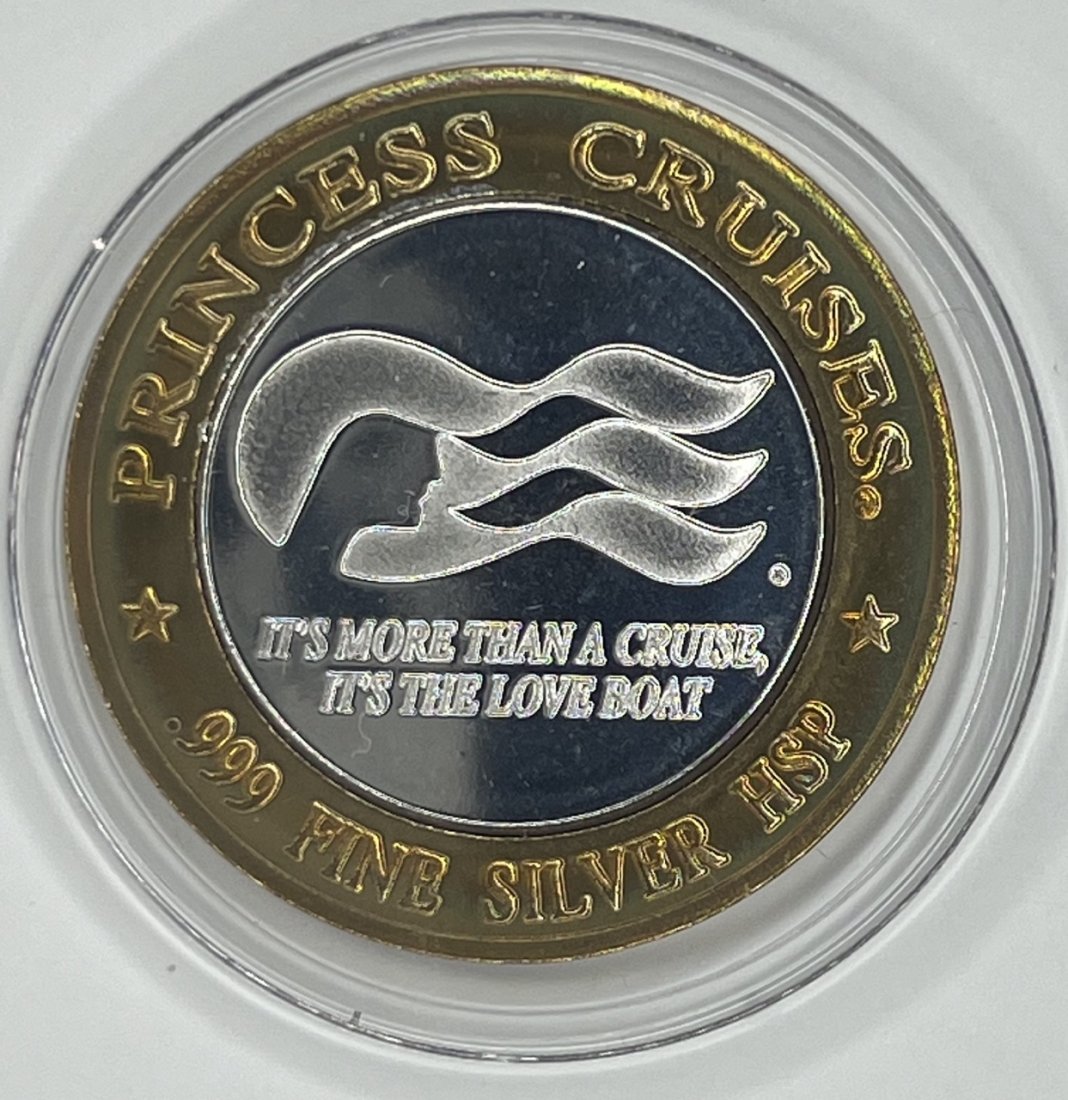 PRINCESS CRUISES.
®
IT'S MORE THAN A CRUISE,
IT'S THE LOVE BOAT
.999 FINE SILVER HSP